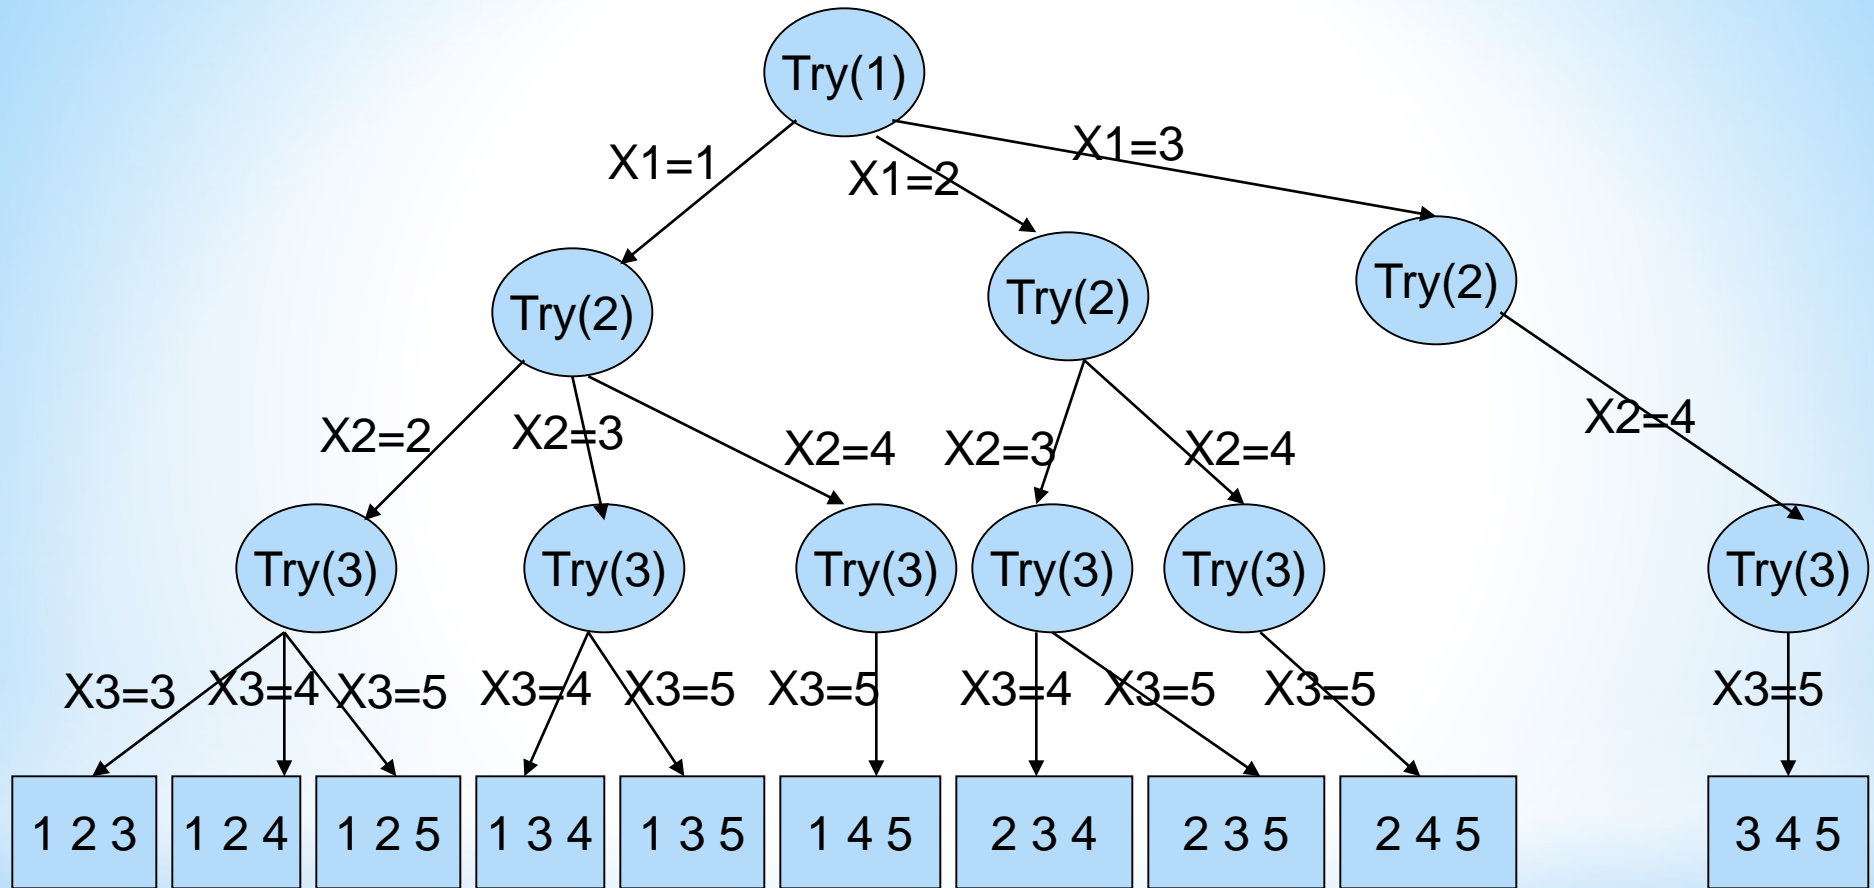 Try(1)
X1=1
X1=2
X1=3
Try(2)
Try(2)
Try(2)
X2=2
X2=3
X2=4
X2=3
X2=4
X2=4
Try(3)
Try(3)
Try(3)
Try(3)
Try(3)
Try(3)
X3=3
X3=4
X3=5
X3=4
X3=5
X3=5
X3=4
X3=5
X3=5
X3=5
1 2 3
1 2 4
1 2 5
1 3 4
1 3 5
1 4 5
2 3 4
2 3 5
2 4 5
3 4 5